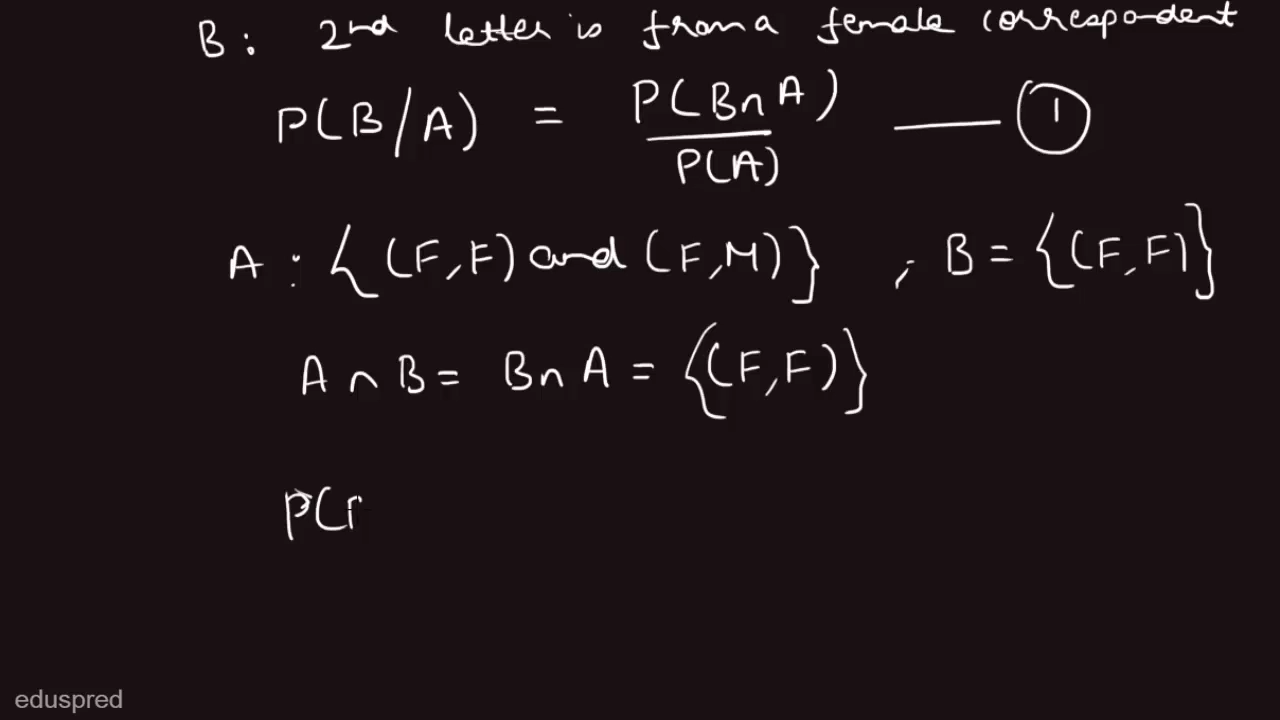 B: 2nd letter is from a female correspondent
P(B/A) = P(B∩A) / P(A) —— ①
A : {(F,F) and (F,M)} , B = {(F,F)}
A ∩ B = B ∩ A = {(F,F)}
P(
eduspred